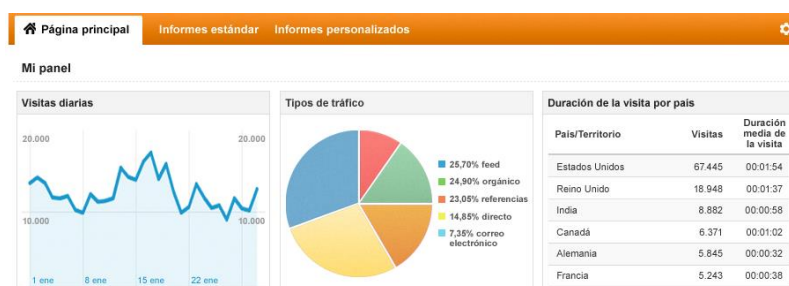 Página principal
Informes estándar
Informes personalizados
Mi panel
Visitas diarias
20.000
20.000
10.000
10.000
1 ene
8 ene
15 ene
22 ene
Tipos de tráfico
25,70% feed
24,90% orgánico
23,05% referencias
14,85% directo
7,35% correo
electrónico
Duración de la visita por país
País/Territorio
Visitas
Duración
media de
la visita
Estados Unidos 67.445 00:01:54
Reino Unido 18.948 00:01:37
India 8.882 00:00:58
Canadá 6.371 00:01:02
Alemania 5.845 00:00:32
Francia 5.243 00:00:38